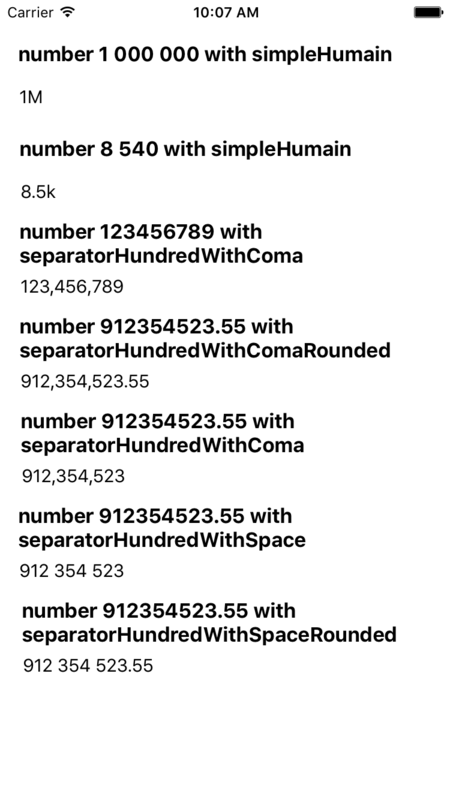 Carrier 10:07 AM
number 1 000 000 with simpleHumain
1M
number 8 540 with simpleHumain
8.5k
number 123456789 with
separatorHundredWithComa
123,456,789
number 912354523.55 with
separatorHundredWithComaRounded
912,354,523.55
number 912354523.55 with
separatorHundredWithComa
912,354,523
number 912354523.55 with
separatorHundredWithSpace
912 354 523
number 912354523.55 with
separatorHundredWithSpaceRounded
912 354 523.55